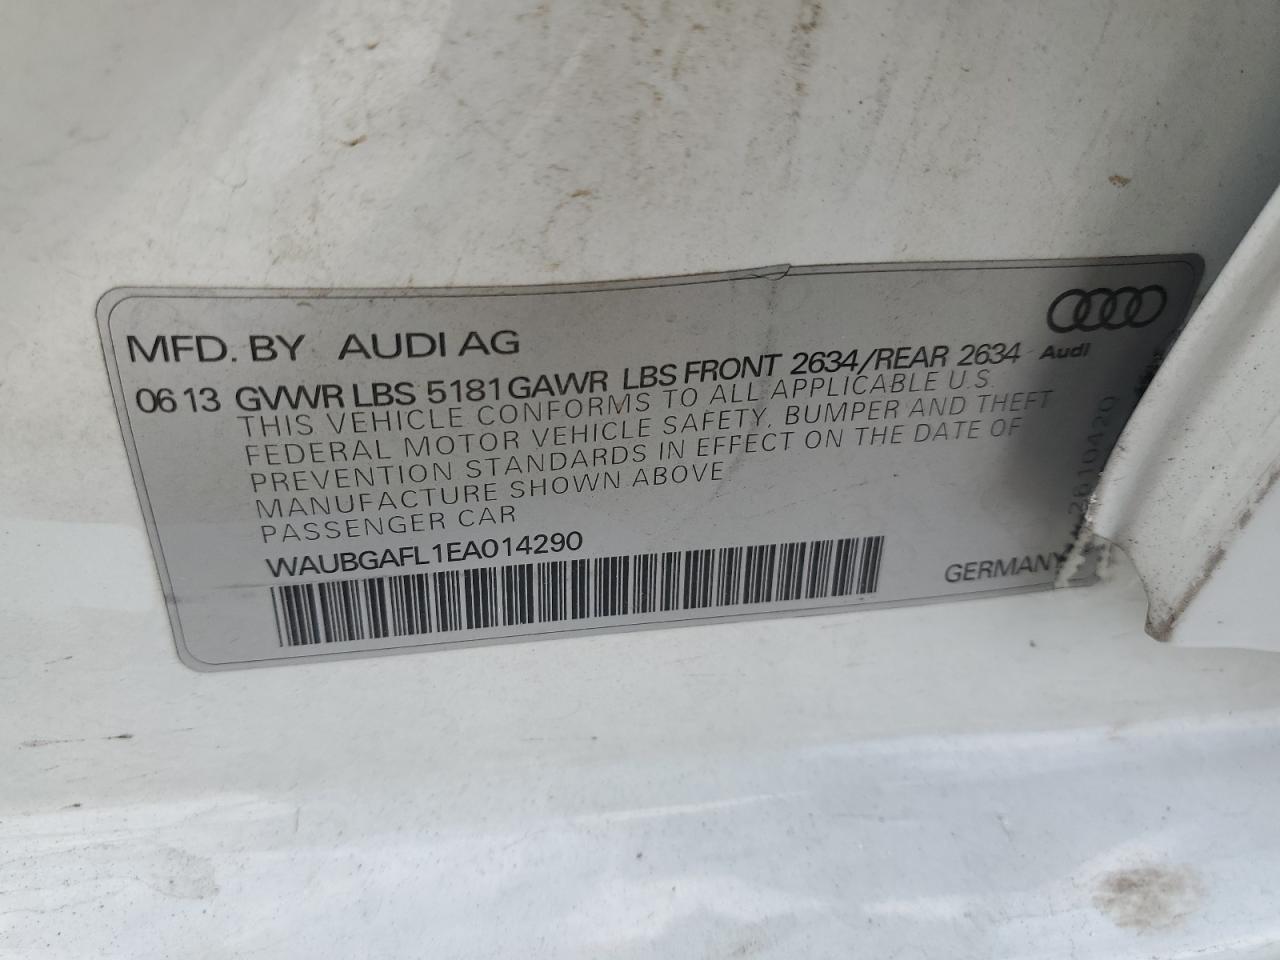 MFD. BY AUDI AG
06 13 GVWR LBS 5181 GAWR LBS FRONT 2634/REAR 2634
Audi
THIS VEHICLE CONFORMS TO ALL APPLICABLE U.S.
FEDERAL MOTOR VEHICLE SAFETY, BUMPER AND THEFT
PREVENTION STANDARDS IN EFFECT ON THE DATE OF
MANUFACTURE SHOWN ABOVE
PASSENGER CAR
WAUBGAFL1EA014290
GERMANY